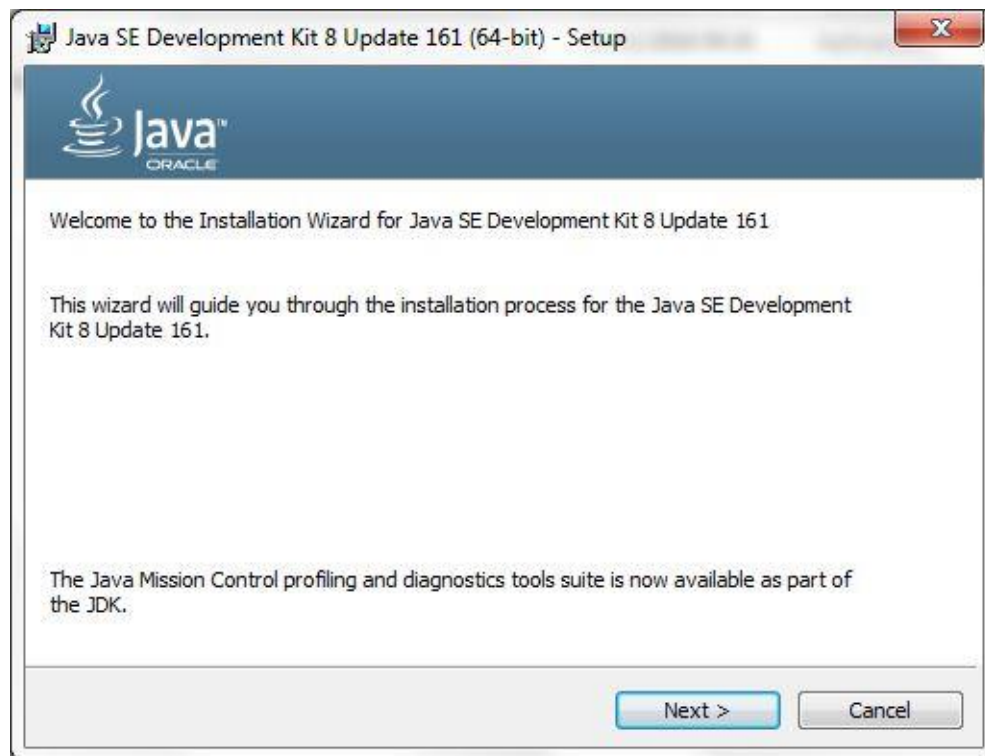 Java SE Development Kit 8 Update 161 (64-bit) - Setup
Java™
ORACLE
Welcome to the Installation Wizard for Java SE Development Kit 8 Update 161
This wizard will guide you through the installation process for the Java SE Development
Kit 8 Update 161.
The Java Mission Control profiling and diagnostics tools suite is now available as part of
the JDK.
Next >
Cancel